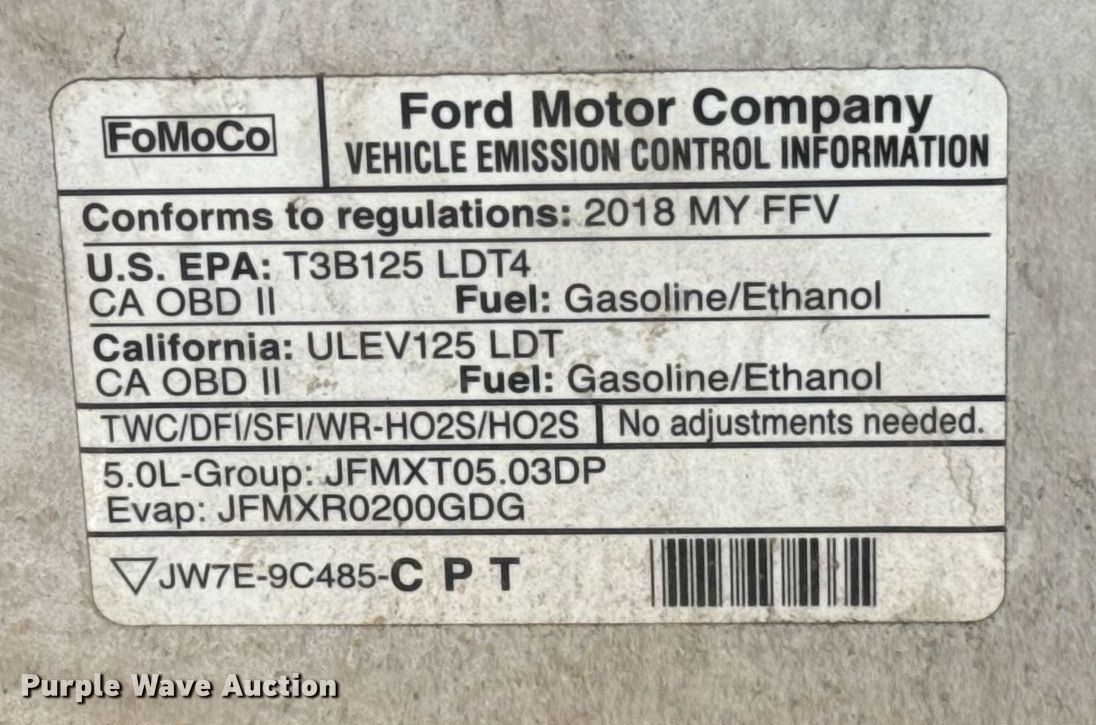 FoMoCo
Ford Motor Company
VEHICLE EMISSION CONTROL INFORMATION
Conforms to regulations: 2018 MY FFV
U.S. EPA: T3B125 LDT4
CA OBD II Fuel: Gasoline/Ethanol
California: ULEV125 LDT
CA OBD II Fuel: Gasoline/Ethanol
TWC/DFI/SFI/WR-HO2S/HO2S No adjustments needed.
5.0L-Group: JFMXT05.03DP
Evap: JFMXR0200GDG
JW7E-9C485-C P T
Purple Wave Auction